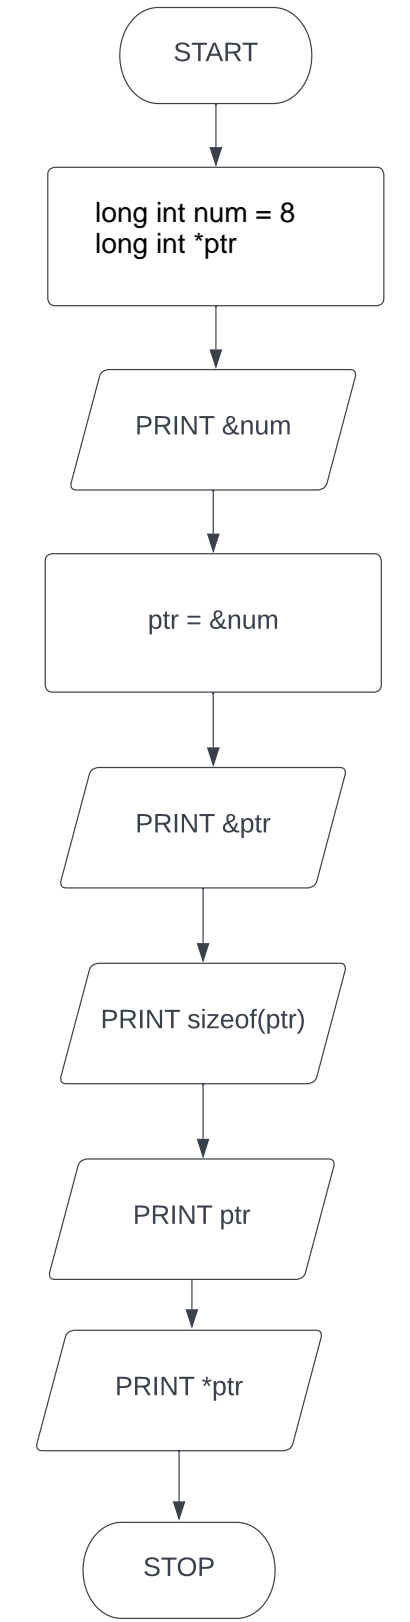 START
long int num = 8
long int *ptr
PRINT &num
ptr = &num
PRINT &ptr
PRINT sizeof(ptr)
PRINT ptr
PRINT *ptr
STOP